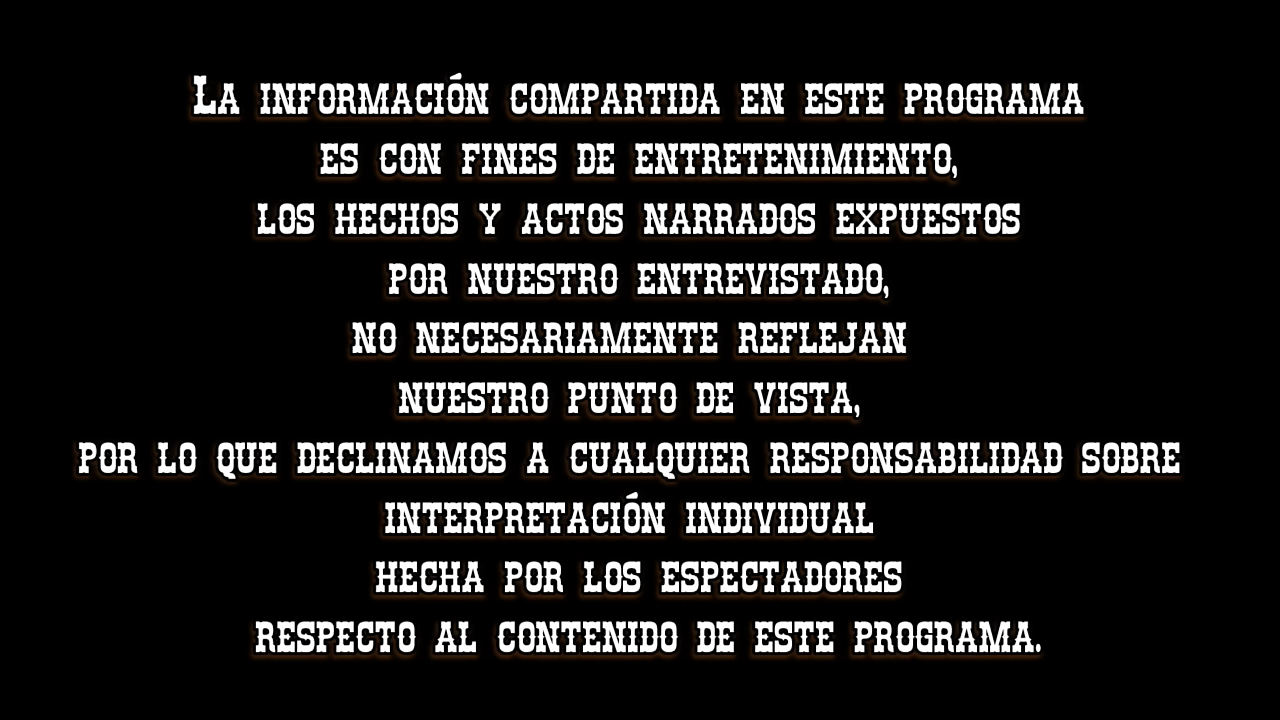 La información compartida en este programa
es con fines de entretenimiento,
los hechos y actos narrados expuestos
por nuestro entrevistado,
no necesariamente reflejan
nuestro punto de vista,
por lo que declinamos a cualquier responsabilidad sobre
interpretación individual
hecha por los espectadores
respecto al contenido de este programa.